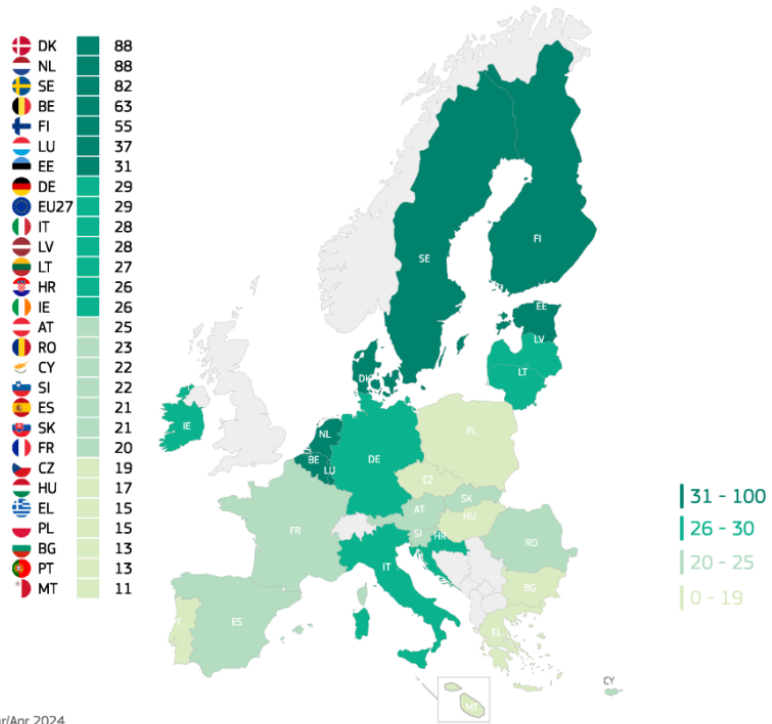 DK 88
NL 88
SE 82
BE 63
FI 55
LU 37
EE 31
DE 29
EU27 29
IT 28
LV 28
LT 27
HR 26
IE 26
AT 25
RO 23
CY 22
SI 22
ES 21
SK 21
FR 20
CZ 19
HU 17
EL 15
PL 15
BG 13
PT 13
MT 11
SE
FI
EE
LV
LT
DK
IE
NL
BE
LU
DE
PL
CZ
SK
AT
HU
SI
HR
RO
FR
IT
BG
ES
T
EL
CY
MT
31 - 100
26 - 30
20 - 25
0 - 19
r/Apr 2024